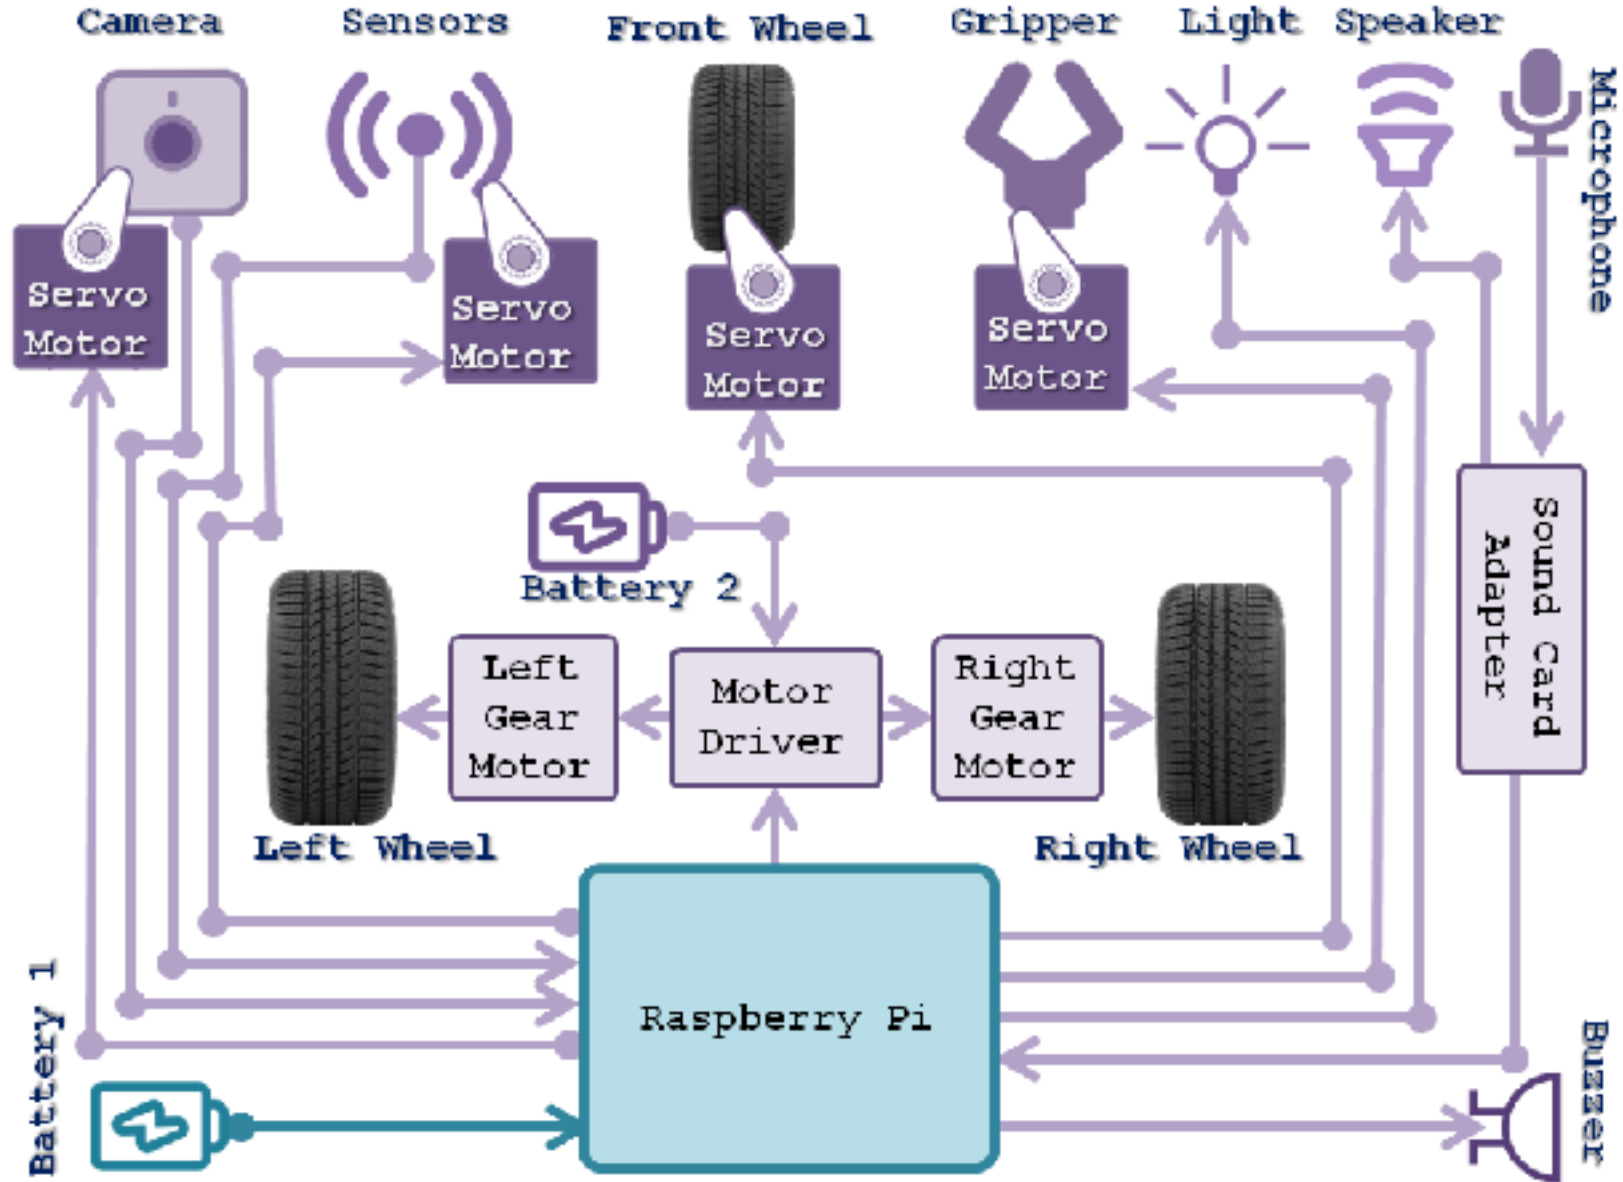 Camera
Sensors
Front Wheel
Gripper
Light
Speaker
Microphone
Servo
Motor
Servo
Motor
Servo
Motor
Servo
Motor
Battery 2
Sound Card
Adapter
Left
Gear
Motor
Motor
Driver
Right
Gear
Motor
Left Wheel
Right Wheel
Raspberry Pi
Battery 1
Buzzer